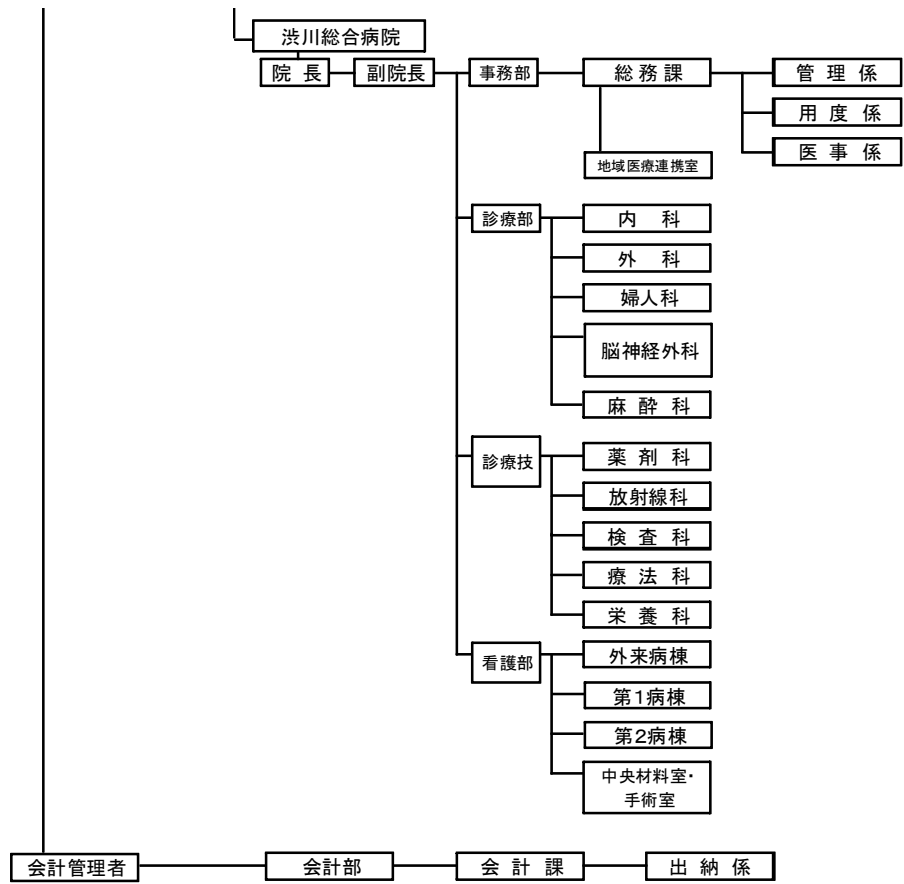 渋川総合病院
院長 副院長 事務部 総務課 管理係
用度係
医事係
地域医療連携室
診療部 内科
外科
婦人科
脳神経外科
麻酔科
診療技 薬剤科
放射線科
検査科
療法科
栄養科
看護部 外来病棟
第1病棟
第2病棟
中央材料室・
手術室
会計管理者 会計部 会計課 出納係